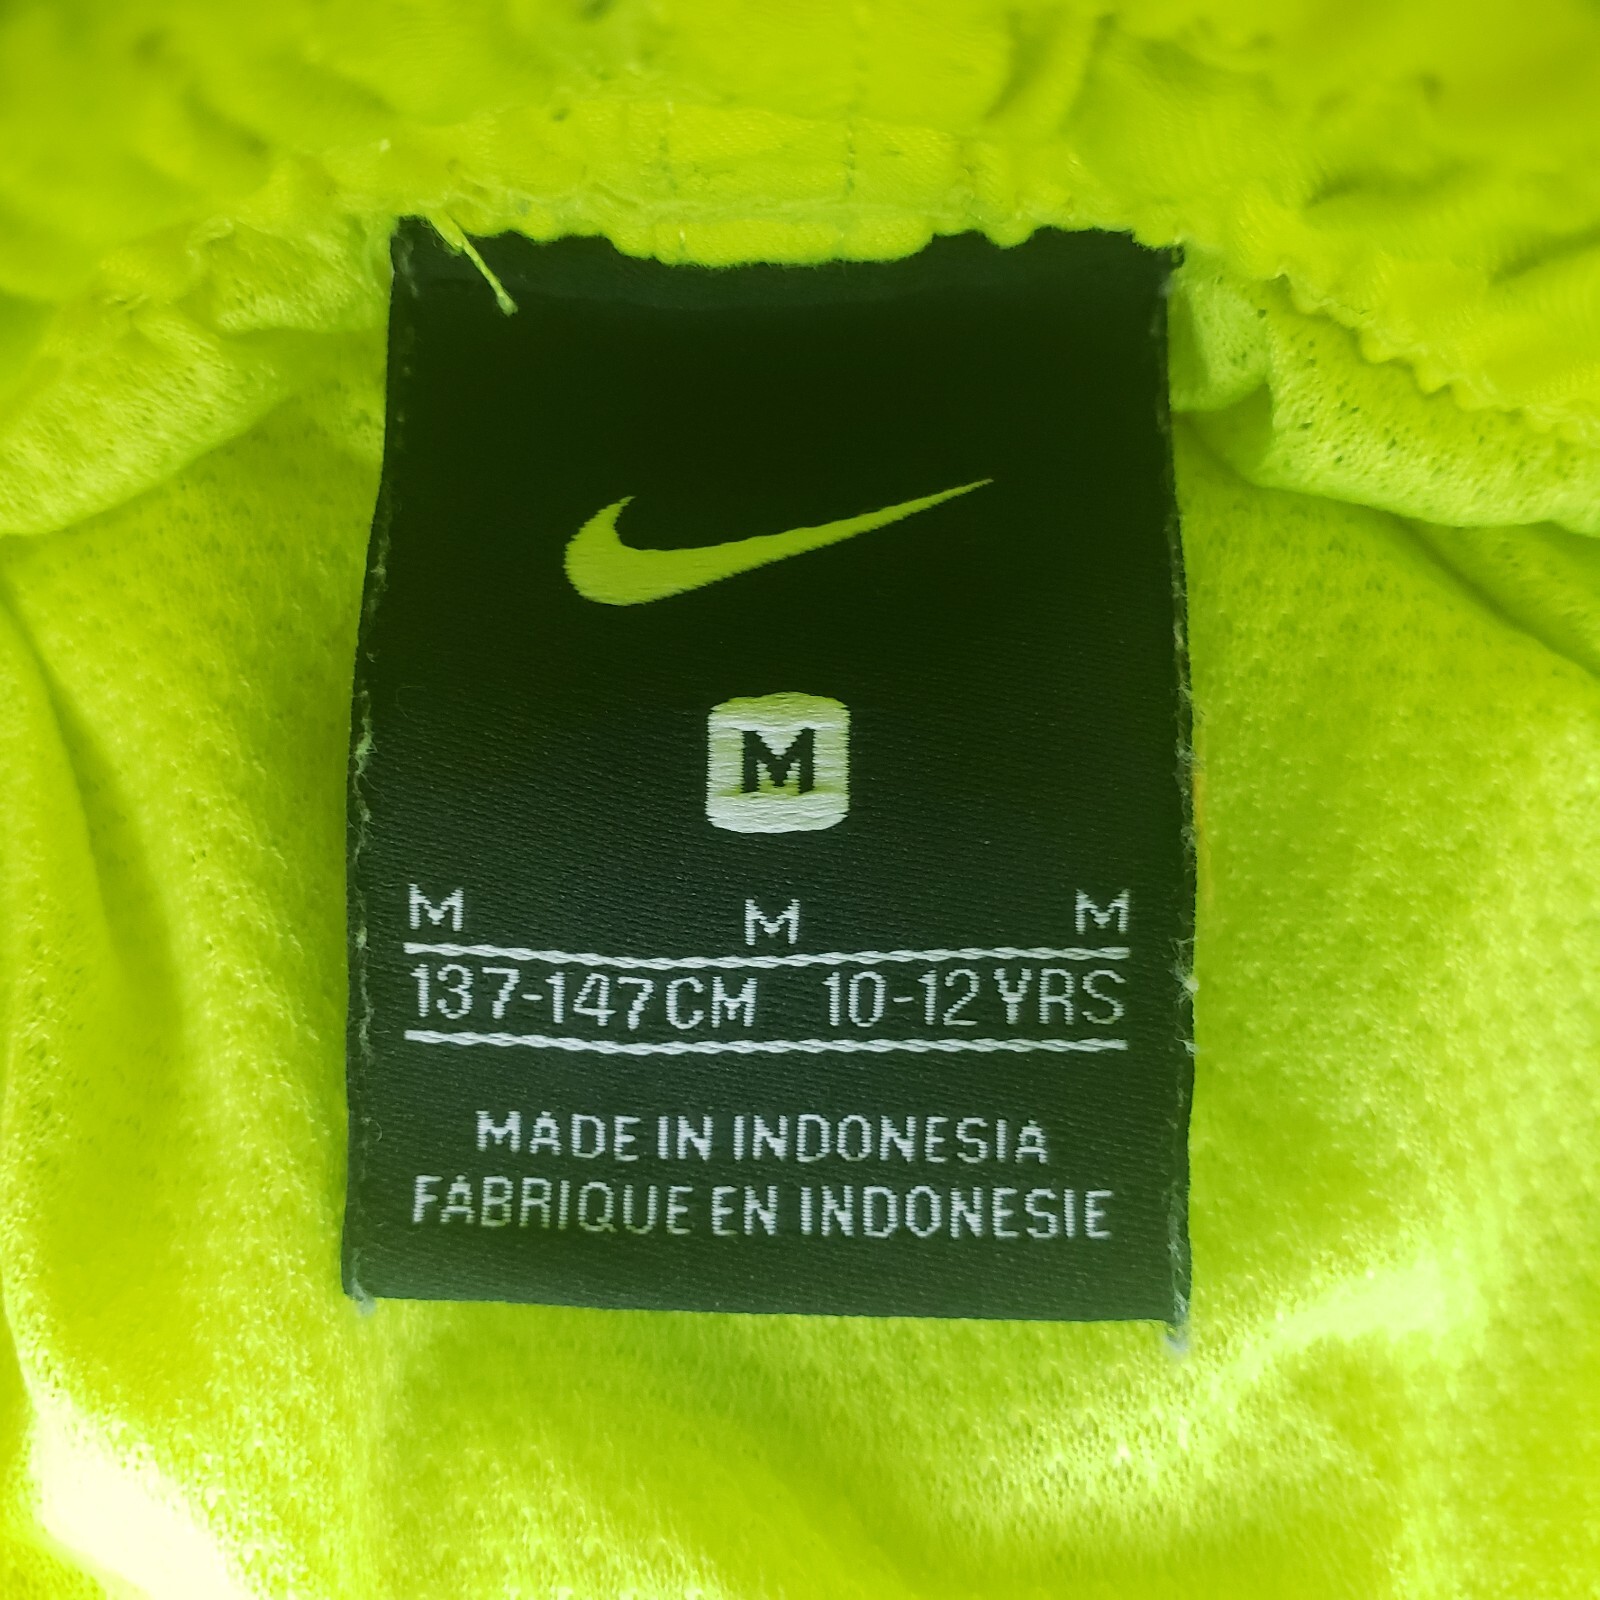 M
M M M
137-147CM 10-12YRS
MADE IN INDONESIA
FABRIQUE EN INDONESIE